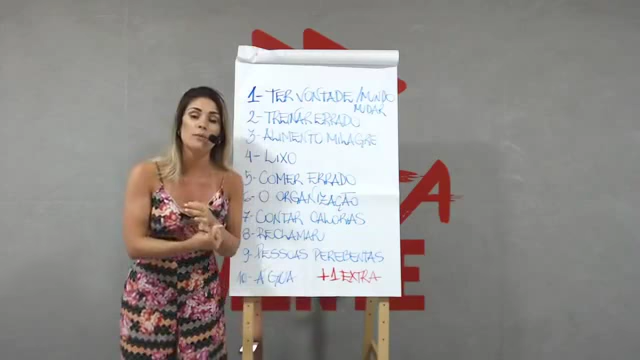 1- TER VONTADE / MUNDO
MUDAR
2- TREINAR ERRADO
3- ALIMENTO MILAGRE
4- LIXO
5- COMER ERRADO
6- O ORGANIZAÇÃO
7 CONTAR CALORIAS
8- RECLAMAR
9- PESSOAS PEREBENTAS
10- ÁGUA +1 EXTRA